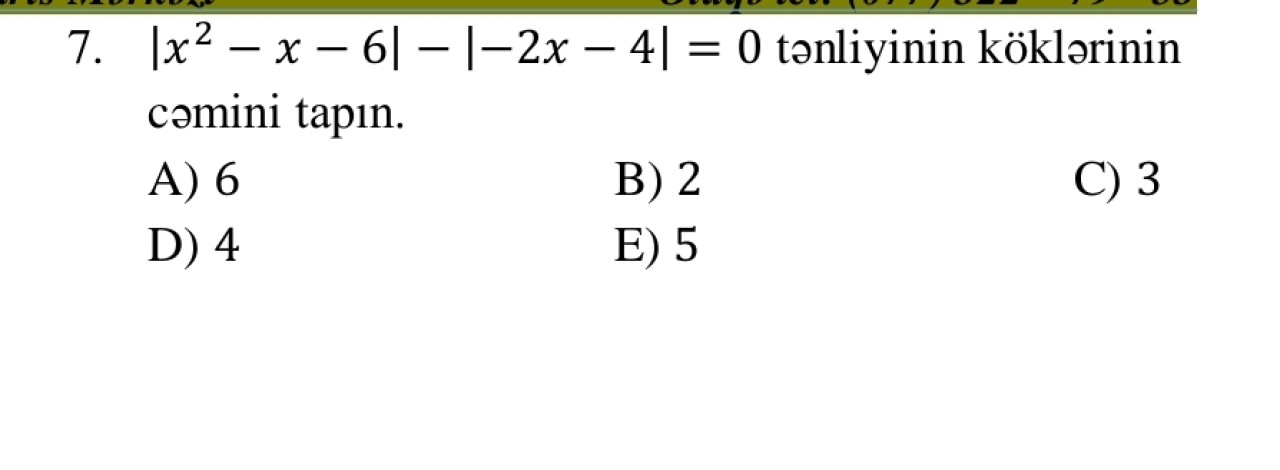 7. |x² − x − 6| − |−2x − 4| = 0 tənliyinin köklərinin
cəmini tapın.
A) 6 B) 2 C) 3
D) 4 E) 5